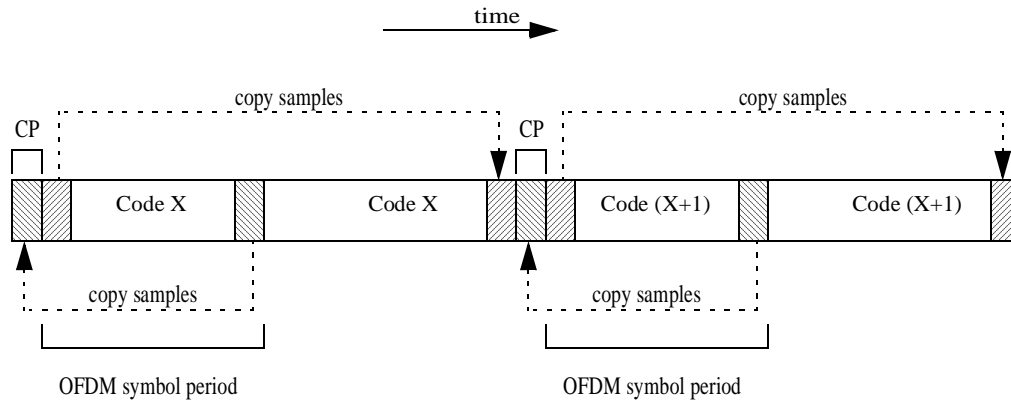 time
copy samples
copy samples
CP
CP
Code X
Code X
Code (X+1)
Code (X+1)
copy samples
copy samples
OFDM symbol period
OFDM symbol period